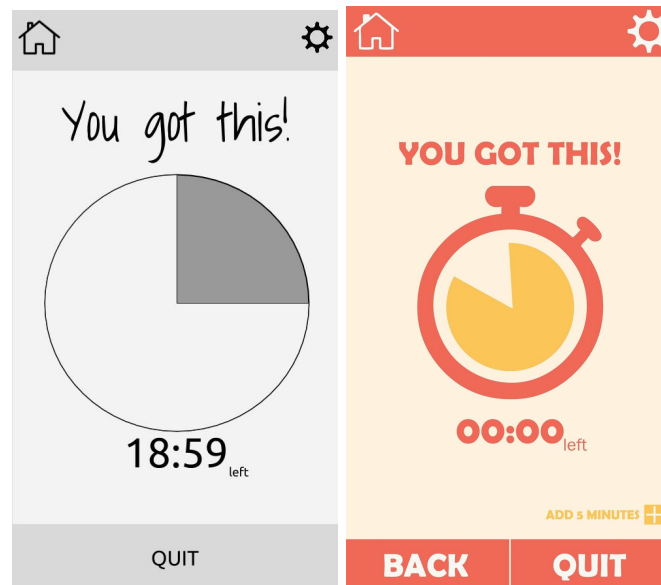 You got this!
18:59 left
QUIT
YOU GOT THIS!
00:00 left
ADD 5 MINUTES
BACK
QUIT